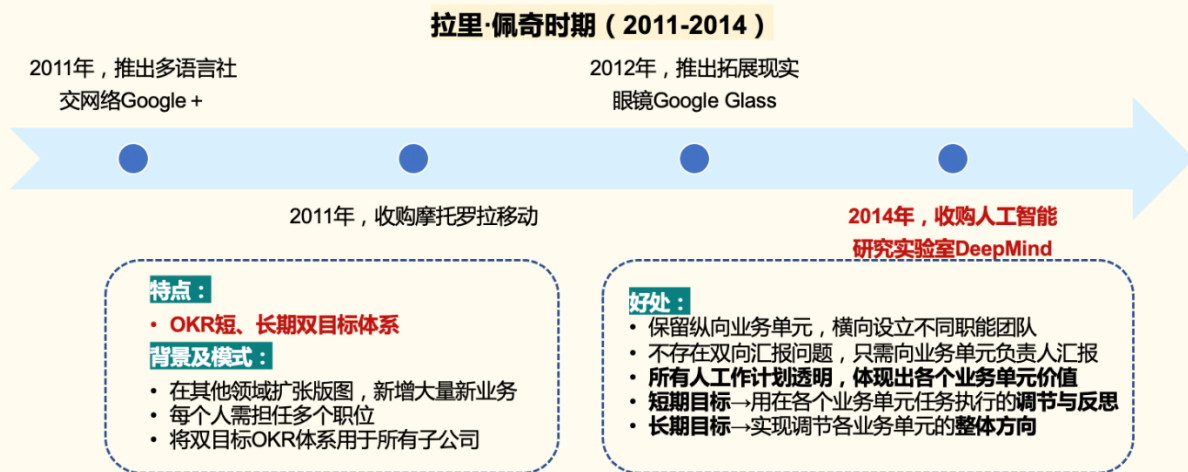 拉里·佩奇时期（2011-2014）
2011年，推出多语言社
交网络Google +
2012年，推出拓展现实
眼镜Google Glass
2011年，收购摩托罗拉移动
2014年，收购人工智能
研究实验室DeepMind
特点：
• OKR短、长期双目标体系
背景及模式：
• 在其他领域扩张版图，新增大量新业务
• 每个人需担任多个职位
• 将双目标OKR体系用于所有子公司
好处：
• 保留纵向业务单元，横向设立不同职能团队
• 不存在双向汇报问题，只需向业务单元负责人汇报
• 所有人工作计划透明，体现出各个业务单元价值
• 短期目标→用在各个业务单元任务执行的调节与反思
• 长期目标→实现调节各业务单元的整体方向